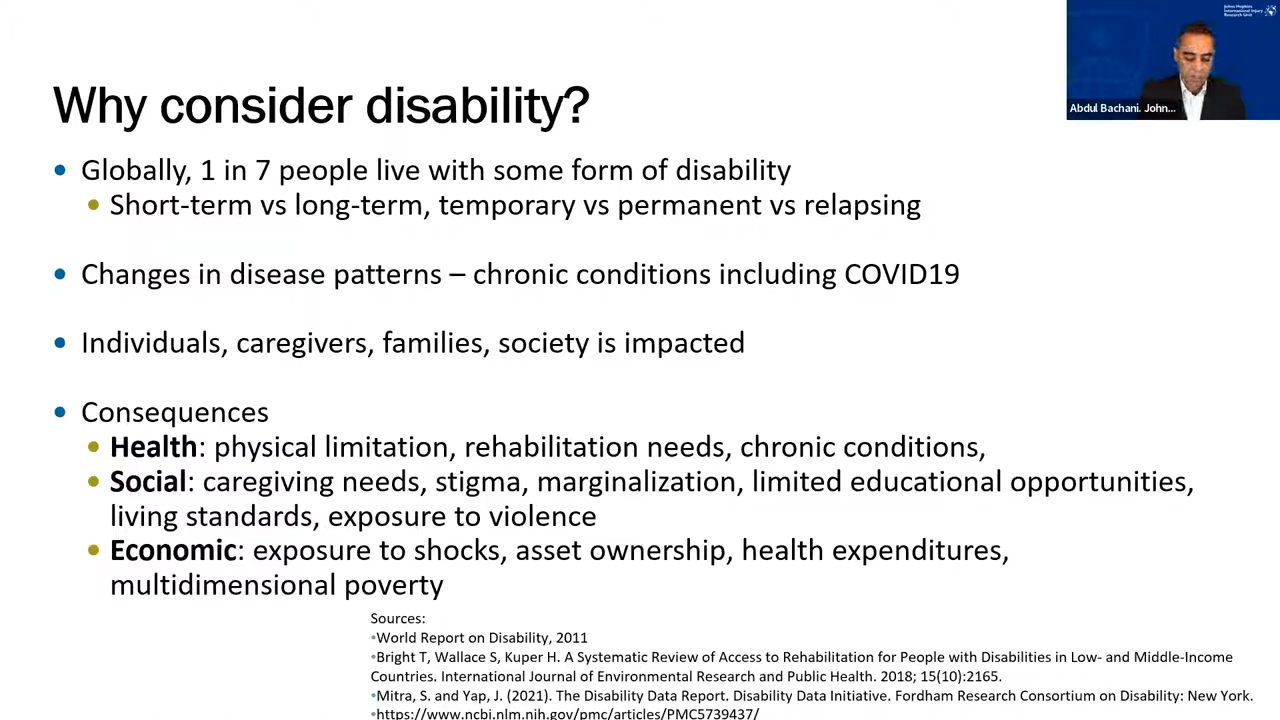 Johns Hopkins
International Injury
Research Unit
Abdul Bachani. John...
Why consider disability?
• Globally, 1 in 7 people live with some form of disability
• Short-term vs long-term, temporary vs permanent vs relapsing
• Changes in disease patterns – chronic conditions including COVID19
• Individuals, caregivers, families, society is impacted
• Consequences
• Health: physical limitation, rehabilitation needs, chronic conditions,
• Social: caregiving needs, stigma, marginalization, limited educational opportunities,
living standards, exposure to violence
• Economic: exposure to shocks, asset ownership, health expenditures,
multidimensional poverty
Sources:
•World Report on Disability, 2011
•Bright T, Wallace S, Kuper H. A Systematic Review of Access to Rehabilitation for People with Disabilities in Low- and Middle-Income
Countries. International Journal of Environmental Research and Public Health. 2018; 15(10):2165.
•Mitra, S. and Yap, J. (2021). The Disability Data Report. Disability Data Initiative. Fordham Research Consortium on Disability: New York.
•https://www.ncbi.nlm.nih.gov/pmc/articles/PMC5739437/